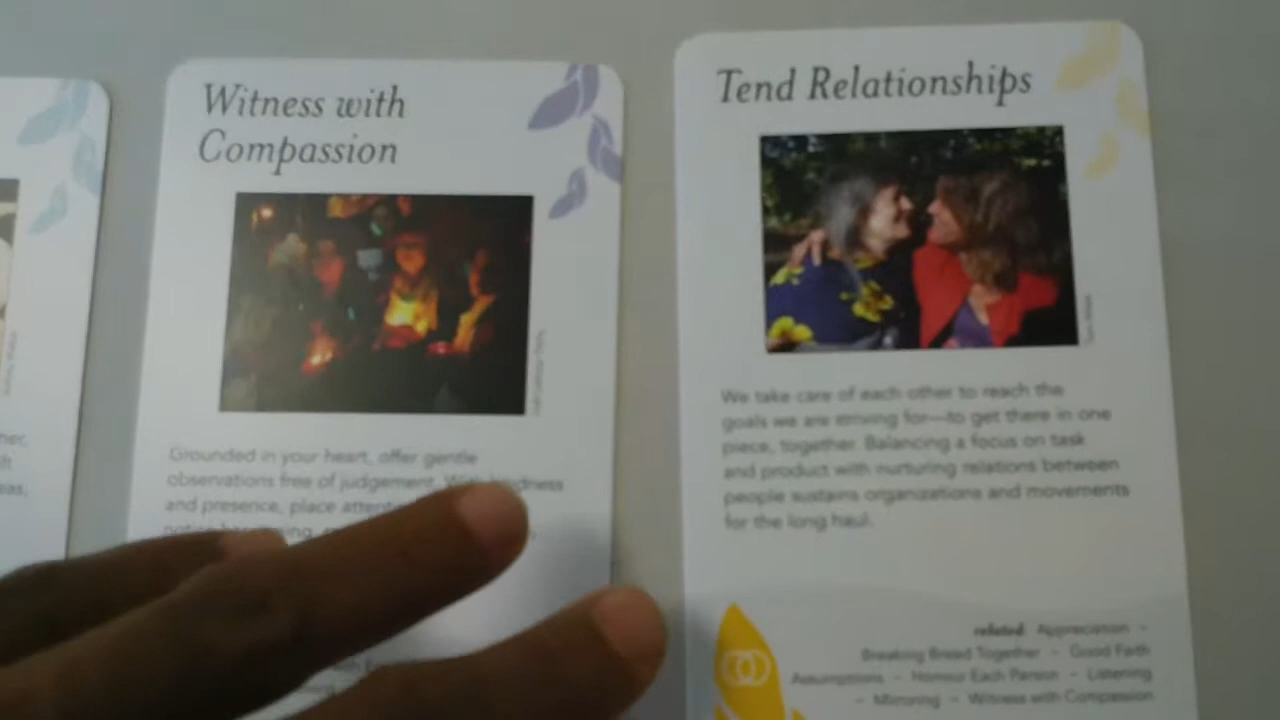 Witness with
Compassion
Grounded in your heart, offer gentle
observations free of judgement. With kindness
and presence, place
Tend Relationships
We take care of each other to reach the
goals we are striving for—to get there in one
piece, together. Balancing a focus on task
and product with nurturing relations between
people sustains organizations and movements
for the long haul.
related: Appreciation ~
Breaking Bread Together ~ Good Faith
Assumptions ~ Honour Each Person ~ Listening
~ Mirroring ~ Witness with Compassion